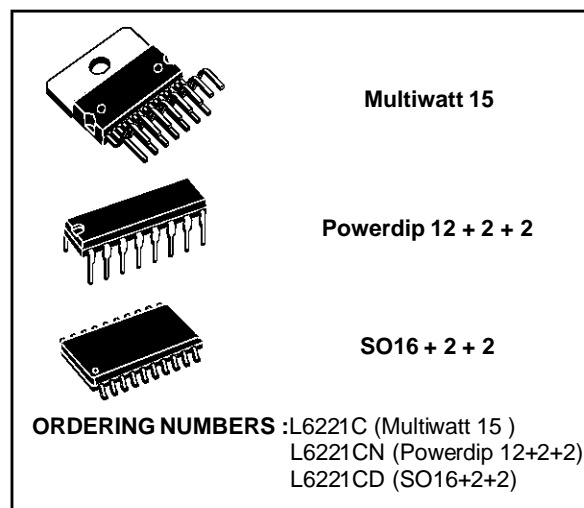 Multiwatt 15
Powerdip 12 + 2 + 2
SO16 + 2 + 2
ORDERING NUMBERS :L6221C (Multiwatt 15 )
L6221CN (Powerdip 12+2+2)
L6221CD (SO16+2+2)